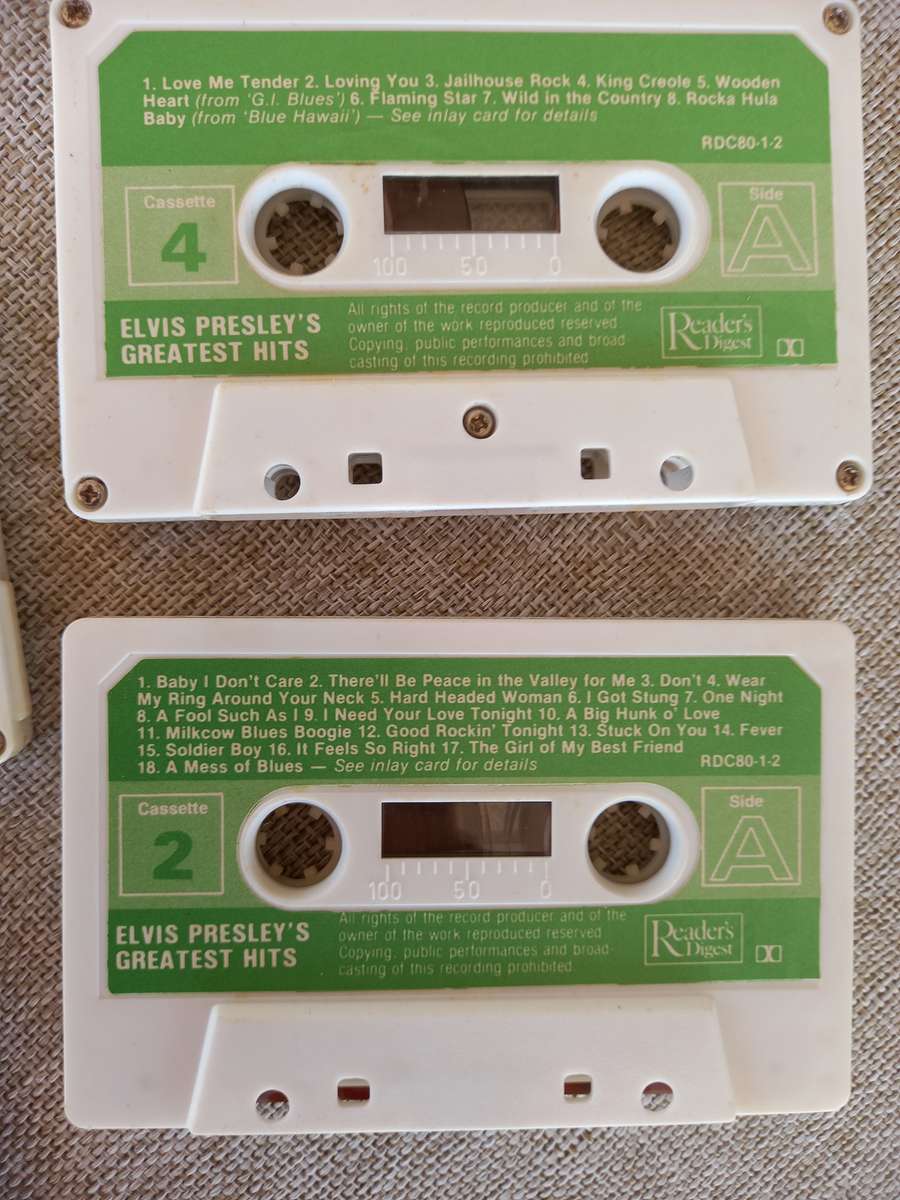 1. Love Me Tender 2. Loving You 3. Jailhouse Rock 4. King Creole 5. Wooden
Heart (from 'G.I. Blues') 6. Flaming Star 7. Wild in the Country 8. Rocka Hula
Baby (from 'Blue Hawaii') — See inlay card for details
RDC80-1-2
Cassette
4
100 50 0
Side
A
ELVIS PRESLEY'S
GREATEST HITS
All rights of the record producer and of the
owner of the work reproduced reserved
Copying, public performances and broad
casting of this recording prohibited
Reader's
Digest
1. Baby I Don't Care 2. There'll Be Peace in the Valley for Me 3. Don't 4. Wear
My Ring Around Your Neck 5. Hard Headed Woman 6. I Got Stung 7. One Night
8. A Fool Such As I 9. I Need Your Love Tonight 10. A Big Hunk o' Love
11. Milkcow Blues Boogie 12. Good Rockin' Tonight 13. Stuck On You 14. Fever
15. Soldier Boy 16. It Feels So Right 17. The Girl of My Best Friend
18. A Mess of Blues — See inlay card for details
RDC80-1-2
Cassette
2
100 50 0
Side
A
ELVIS PRESLEY'S
GREATEST HITS
All rights of the record producer and of the
owner of the work reproduced reserved
Copying, public performances and broad-
casting of this recording prohibited.
Reader's
Digest